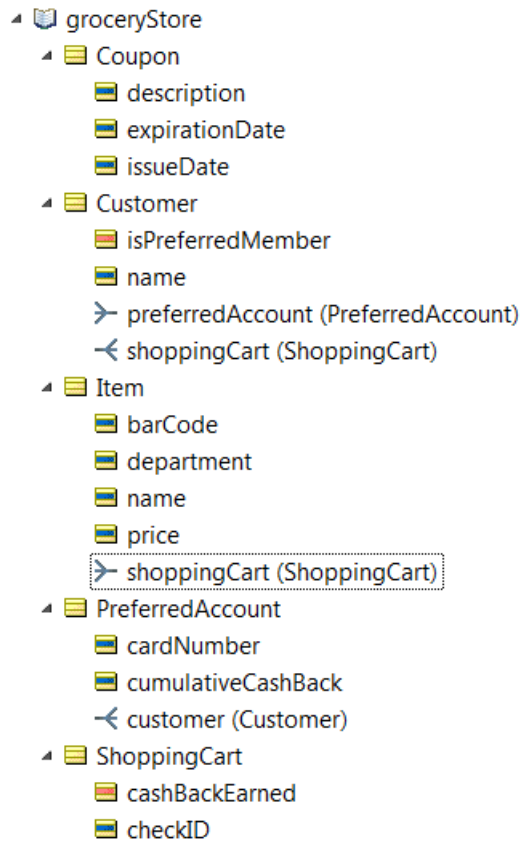 groceryStore
Coupon
description
expirationDate
issueDate
Customer
isPreferredMember
name
preferredAccount (PreferredAccount)
shoppingCart (ShoppingCart)
Item
barCode
department
name
price
shoppingCart (ShoppingCart)
PreferredAccount
cardNumber
cumulativeCashBack
customer (Customer)
ShoppingCart
cashBackEarned
checkID